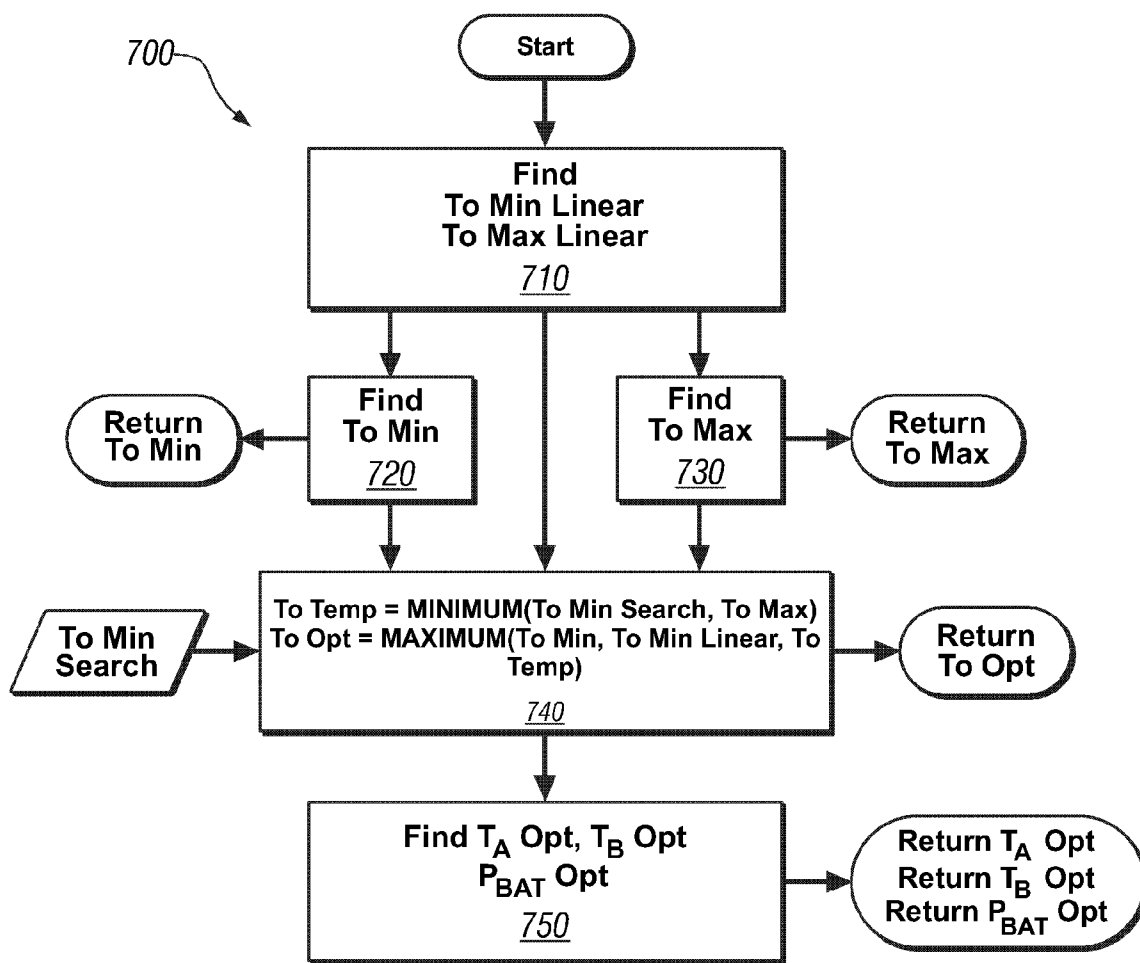 700
Start
Find
To Min Linear
To Max Linear
710
Find
To Min
720
Return
To Min
Find
To Max
730
Return
To Max
To Min
Search
To Temp = MINIMUM(To Min Search, To Max)
To Opt = MAXIMUM(To Min, To Min Linear, To
Temp)
740
Return
To Opt
Find TA Opt, TB Opt
PBAT Opt
750
Return TA Opt
Return TB Opt
Return PBAT Opt